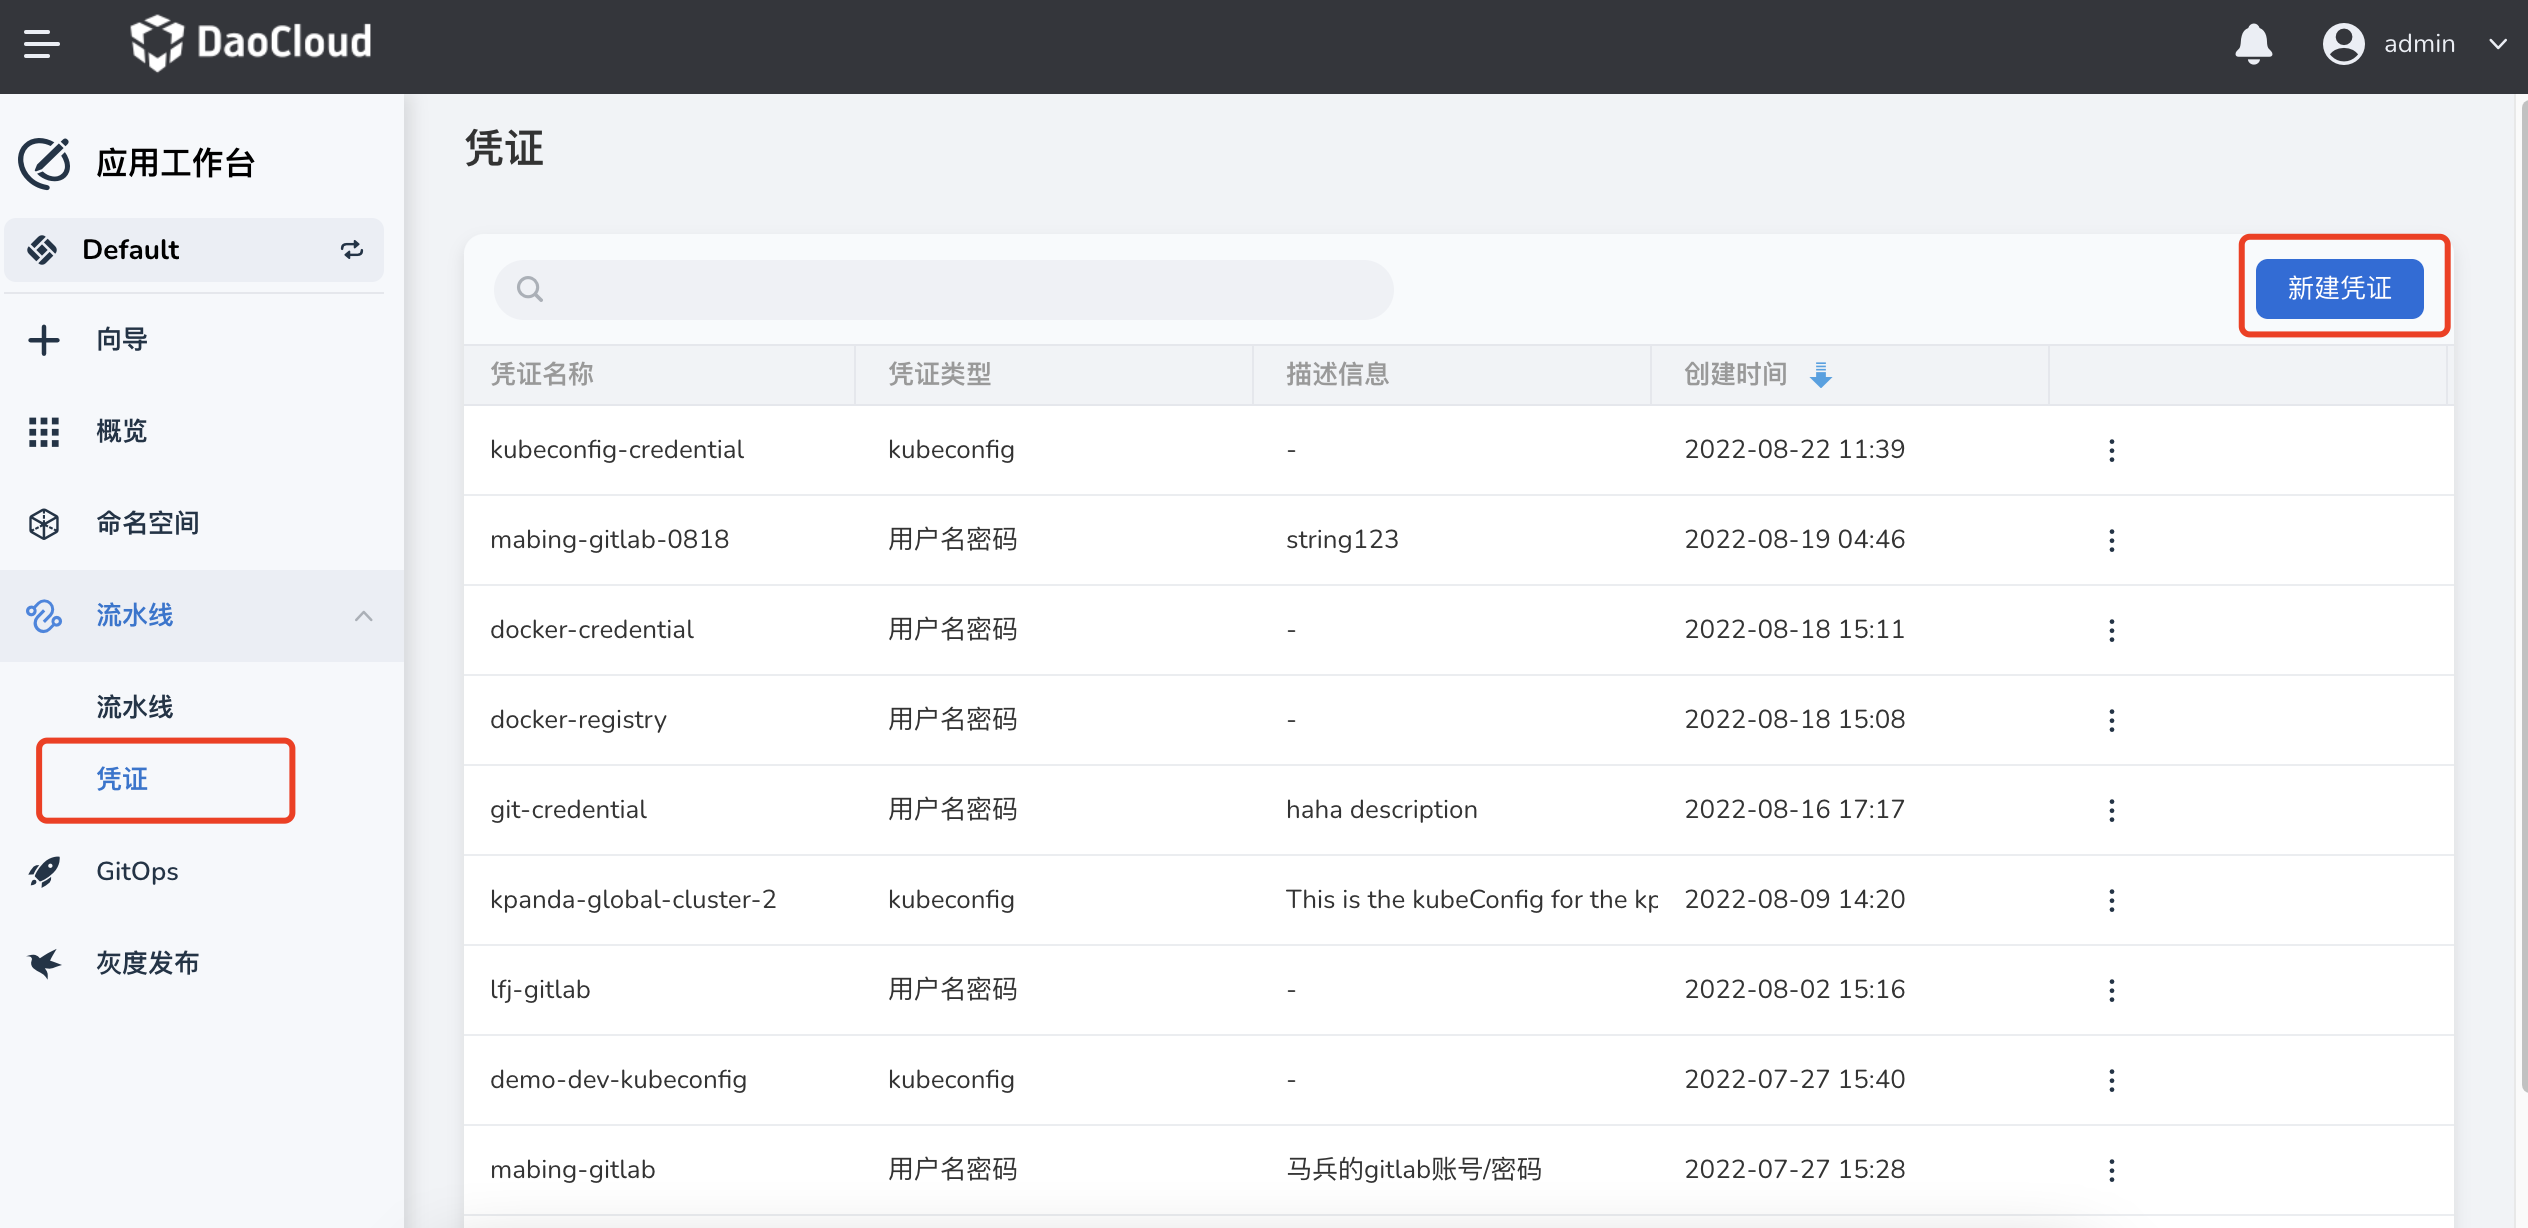 DaoCloud
admin
应用工作台
Default
向导
概览
命名空间
流水线
流水线
凭证
GitOps
灰度发布
凭证
新建凭证
凭证名称 凭证类型 描述信息 创建时间
kubeconfig-credential kubeconfig - 2022-08-22 11:39
mabing-gitlab-0818 用户名密码 string123 2022-08-19 04:46
docker-credential 用户名密码 - 2022-08-18 15:11
docker-registry 用户名密码 - 2022-08-18 15:08
git-credential 用户名密码 haha description 2022-08-16 17:17
kpanda-global-cluster-2 kubeconfig This is the kubeConfig for the kp 2022-08-09 14:20
lfj-gitlab 用户名密码 - 2022-08-02 15:16
demo-dev-kubeconfig kubeconfig - 2022-07-27 15:40
mabing-gitlab 用户名密码 马兵的gitlab账号/密码 2022-07-27 15:28